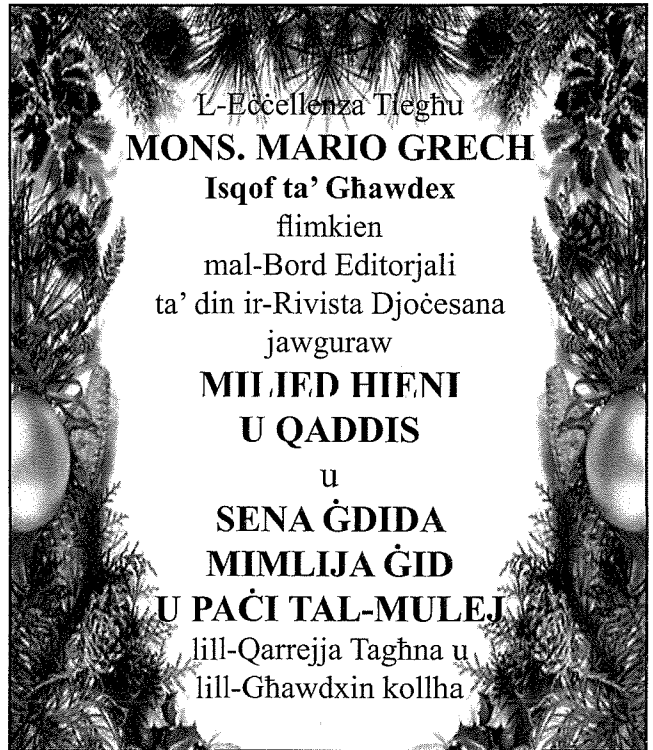 L-Eċċellenza Tiegħu
MONS. MARIO GRECH
Isqof ta’ Għawdex
flimkien
mal-Bord Editorjali
ta’ din ir-Rivista Djoċesana
jawguraw
MILIED HIENI
U QADDIS
u
SENA ĠDIDA
MIMLIJA ĠID
U PAĊI TAL-MULEJ
lill-Qarrejja Tagħna u
lill-Għawdxin kollha